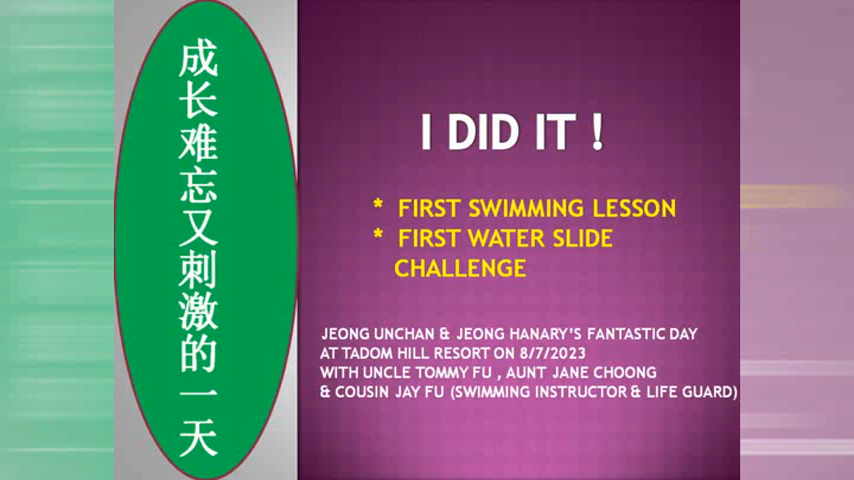 成长难忘又刺激的一天
I DID IT !
* FIRST SWIMMING LESSON
* FIRST WATER SLIDE
CHALLENGE
JEONG UNCHAN & JEONG HANARY'S FANTASTIC DAY
AT TADOM HILL RESORT ON 8/7/2023
WITH UNCLE TOMMY FU , AUNT JANE CHOONG
& COUSIN JAY FU (SWIMMING INSTRUCTOR & LIFE GUARD)